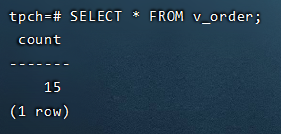 tpch=# SELECT * FROM v_order;
 count
-------
    15
(1 row)